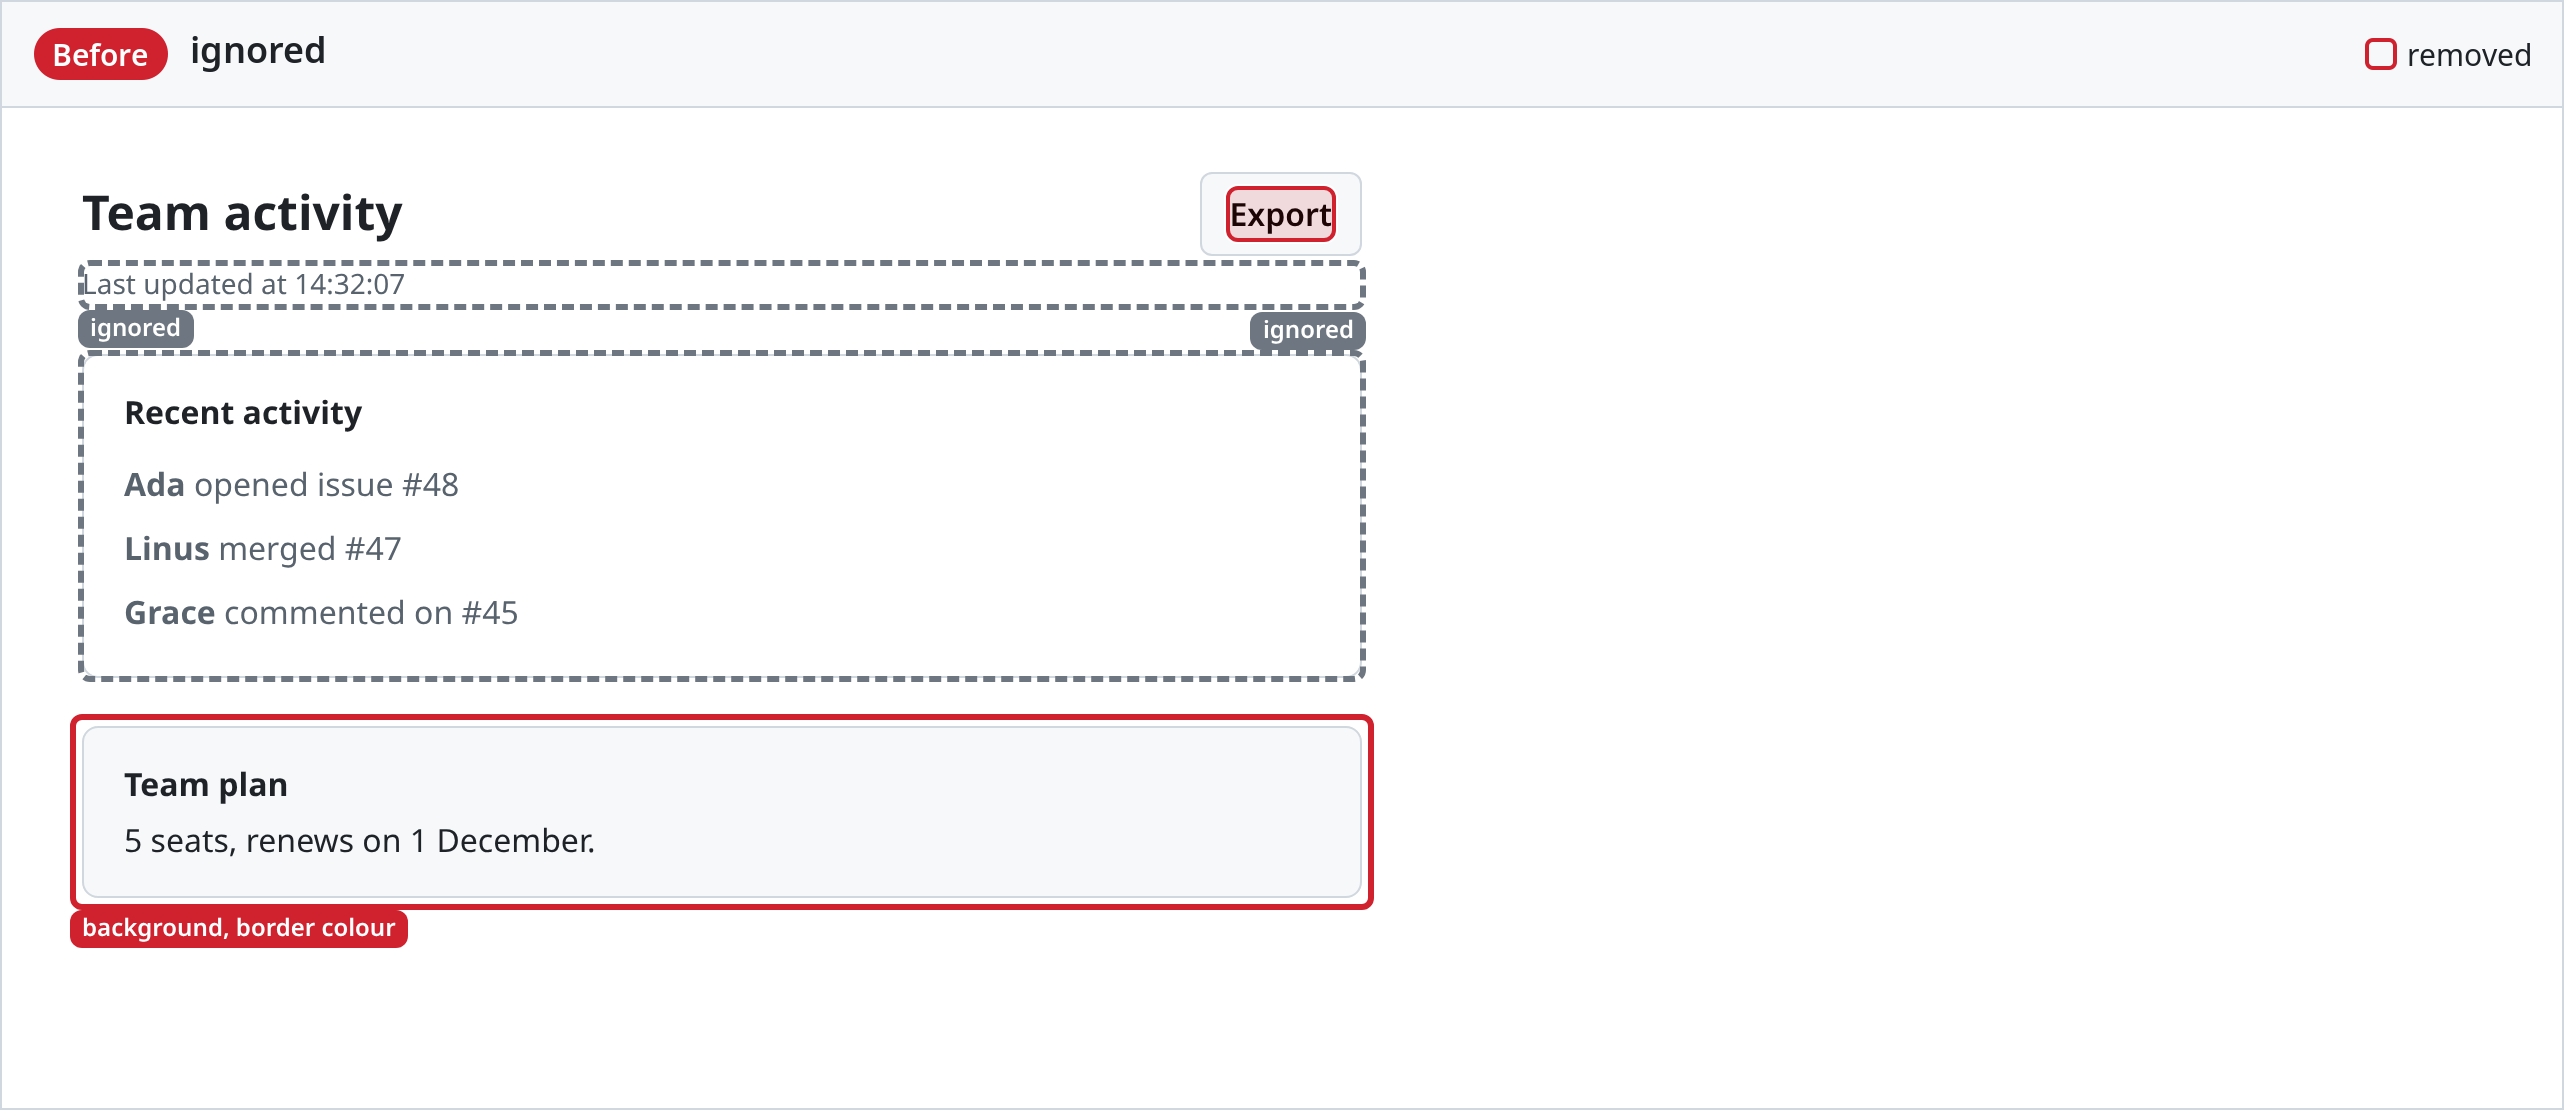 Before ignored removed
Team activity Export
Last updated at 14:32:07
ignored ignored
Recent activity
Ada opened issue #48
Linus merged #47
Grace commented on #45
Team plan
5 seats, renews on 1 December.
background, border colour